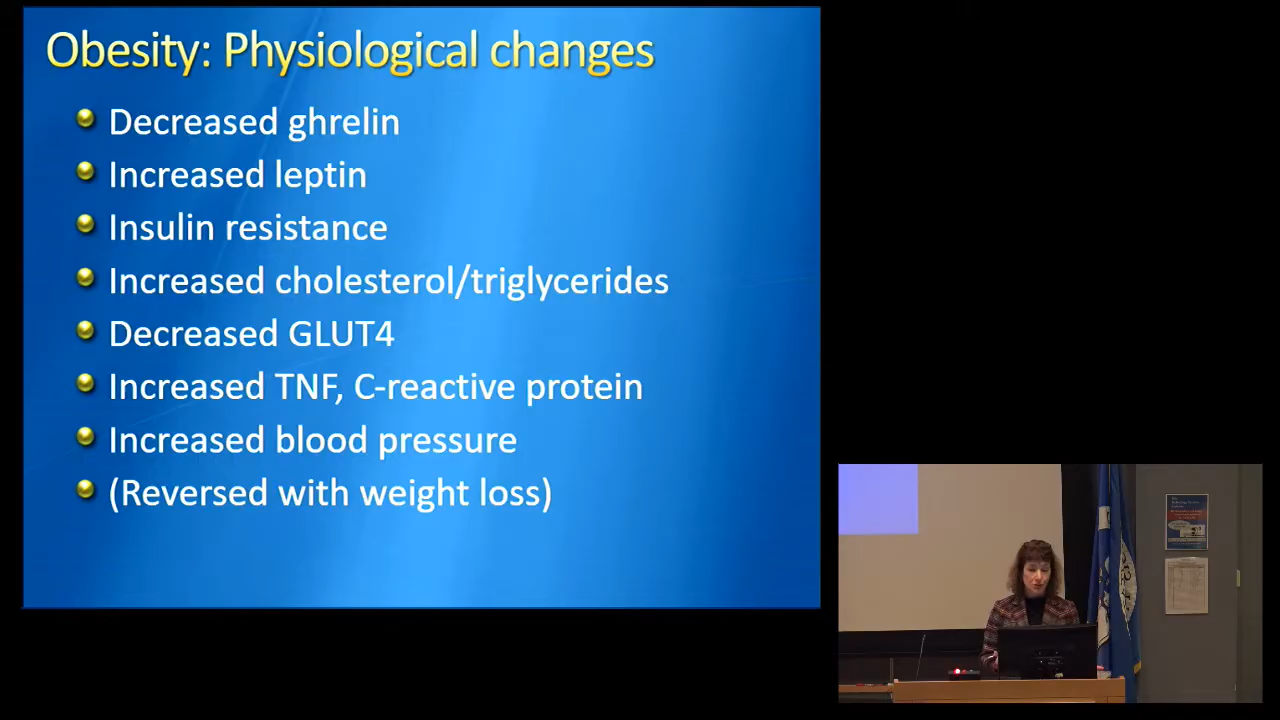 Obesity: Physiological changes
Decreased ghrelin
Increased leptin
Insulin resistance
Increased cholesterol/triglycerides
Decreased GLUT4
Increased TNF, C-reactive protein
Increased blood pressure
(Reversed with weight loss)